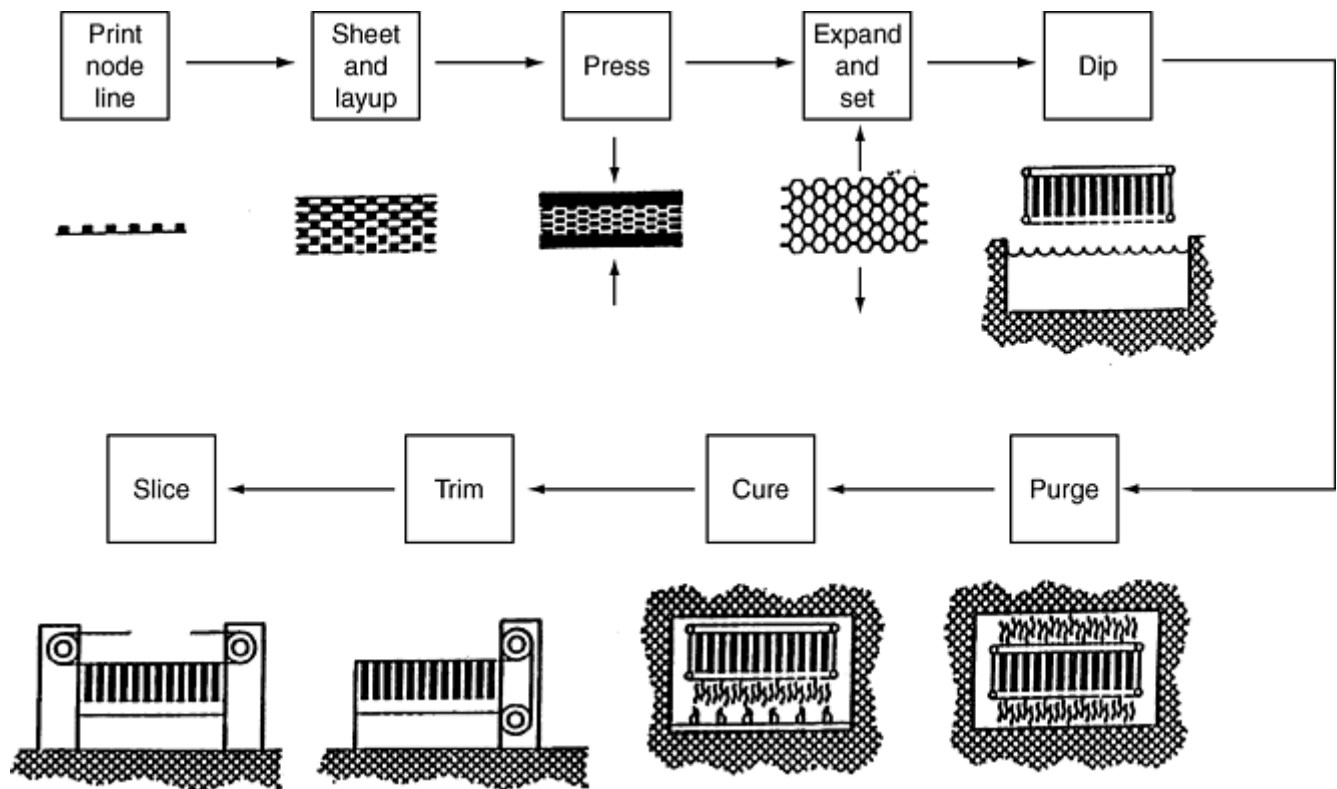 Print
node
line
Sheet
and
layup
Press
Expand
and
set
Dip
Slice
Trim
Cure
Purge